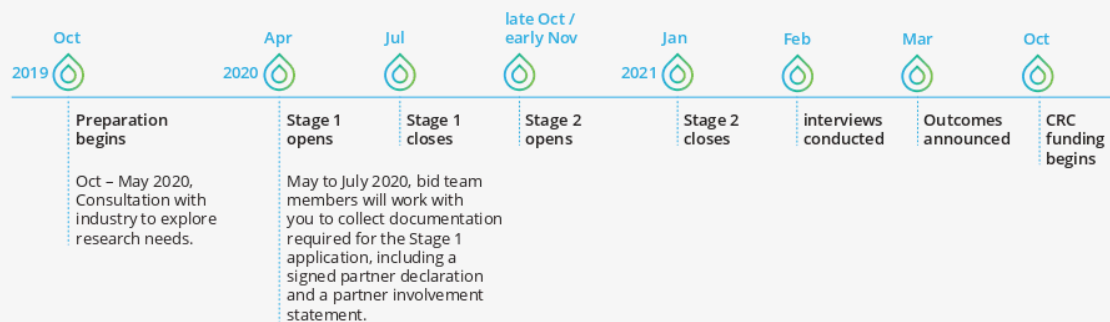 Oct
2019
Preparation
begins
Oct – May 2020,
Consultation with
industry to explore
research needs.
Apr
2020
Stage 1
opens
May to July 2020, bid team
members will work with
you to collect documentation
required for the Stage 1
application, including a
signed partner declaration
and a partner involvement
statement.
Jul
Stage 1
closes
late Oct /
early Nov
Stage 2
opens
Jan
2021
Stage 2
closes
Feb
interviews
conducted
Mar
Outcomes
announced
Oct
CRC
funding
begins